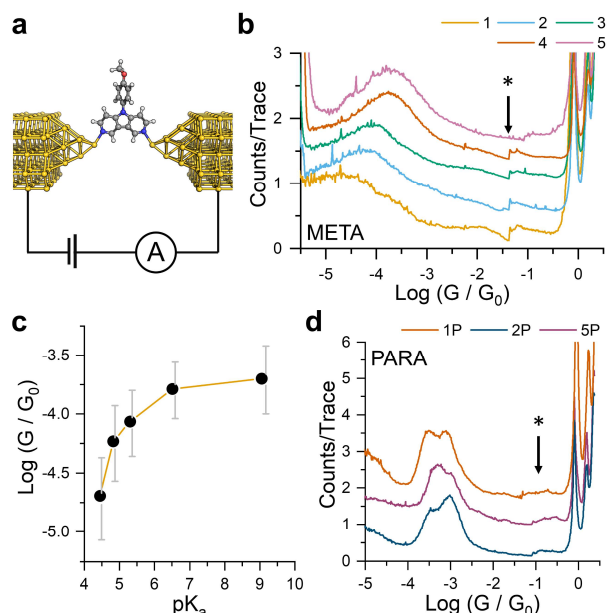 a
A
b
1 2 3
4 5
*
META
Counts/Trace
3
2
1
0
-5 -4 -3 -2 -1 0
Log (G / G₀)
c
Log (G / G₀)
-3.5
-4.0
-4.5
-5.0
4 5 6 7 8 9 10
pKₐ
d
1P 2P 5P
PARA
*
Counts/Trace
6
5
4
3
2
1
0
-5 -4 -3 -2 -1 0
Log (G / G₀)